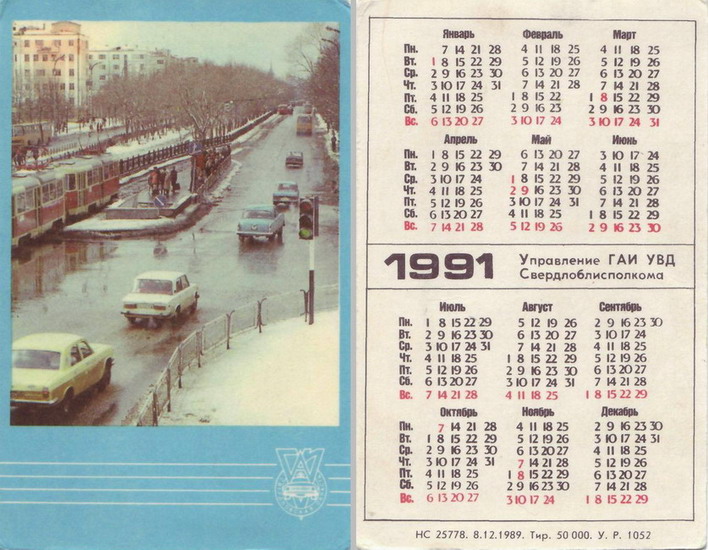 Январь Февраль Март
Пн. 7 14 21 28 4 11 18 25 4 11 18 25
Вт. 1 8 15 22 29 5 12 19 26 5 12 19 26
Ср. 2 9 16 23 30 6 13 20 27 6 13 20 27
Чт. 3 10 17 24 31 7 14 21 28 7 14 21 28
Пт. 4 11 18 25 1 8 15 22 1 8 15 22 29
Сб. 5 12 19 26 2 9 16 23 2 9 16 23 30
Вс. 6 13 20 27 3 10 17 24 3 10 17 24 31
Апрель Май Июнь
Пн. 1 8 15 22 29 6 13 20 27 3 10 17 24
Вт. 2 9 16 23 30 7 14 21 28 4 11 18 25
Ср. 3 10 17 24 1 8 15 22 29 5 12 19 26
Чт. 4 11 18 25 2 9 16 23 30 6 13 20 27
Пт. 5 12 19 26 3 10 17 24 31 7 14 21 28
Сб. 6 13 20 27 4 11 18 25 1 8 15 22 29
Вс. 7 14 21 28 5 12 19 26 2 9 16 23 30
1991 Управление ГАИ УВД
Свердлоблисполкома
Июль Август Сентябрь
Пн. 1 8 15 22 29 5 12 19 26 2 9 16 23 30
Вт. 2 9 16 23 30 6 13 20 27 3 10 17 24
Ср. 3 10 17 24 31 7 14 21 28 4 11 18 25
Чт. 4 11 18 25 1 8 15 22 29 5 12 19 26
Пт. 5 12 19 26 2 9 16 23 30 6 13 20 27
Сб. 6 13 20 27 3 10 17 24 31 7 14 21 28
Вс. 7 14 21 28 4 11 18 25 1 8 15 22 29
Октябрь Ноябрь Декабрь
Пн. 7 14 21 28 4 11 18 25 2 9 16 23 30
Вт. 1 8 15 22 29 5 12 19 26 3 10 17 24 31
Ср. 2 9 16 23 30 6 13 20 27 4 11 18 25
Чт. 3 10 17 24 31 7 14 21 28 5 12 19 26
Пт. 4 11 18 25 1 8 15 22 29 6 13 20 27
Сб. 5 12 19 26 2 9 16 23 30 7 14 21 28
Вс. 6 13 20 27 3 10 17 24 1 8 15 22 29
НС 25778. 8.12.1989. Тир. 50 000. У. Р. 1052